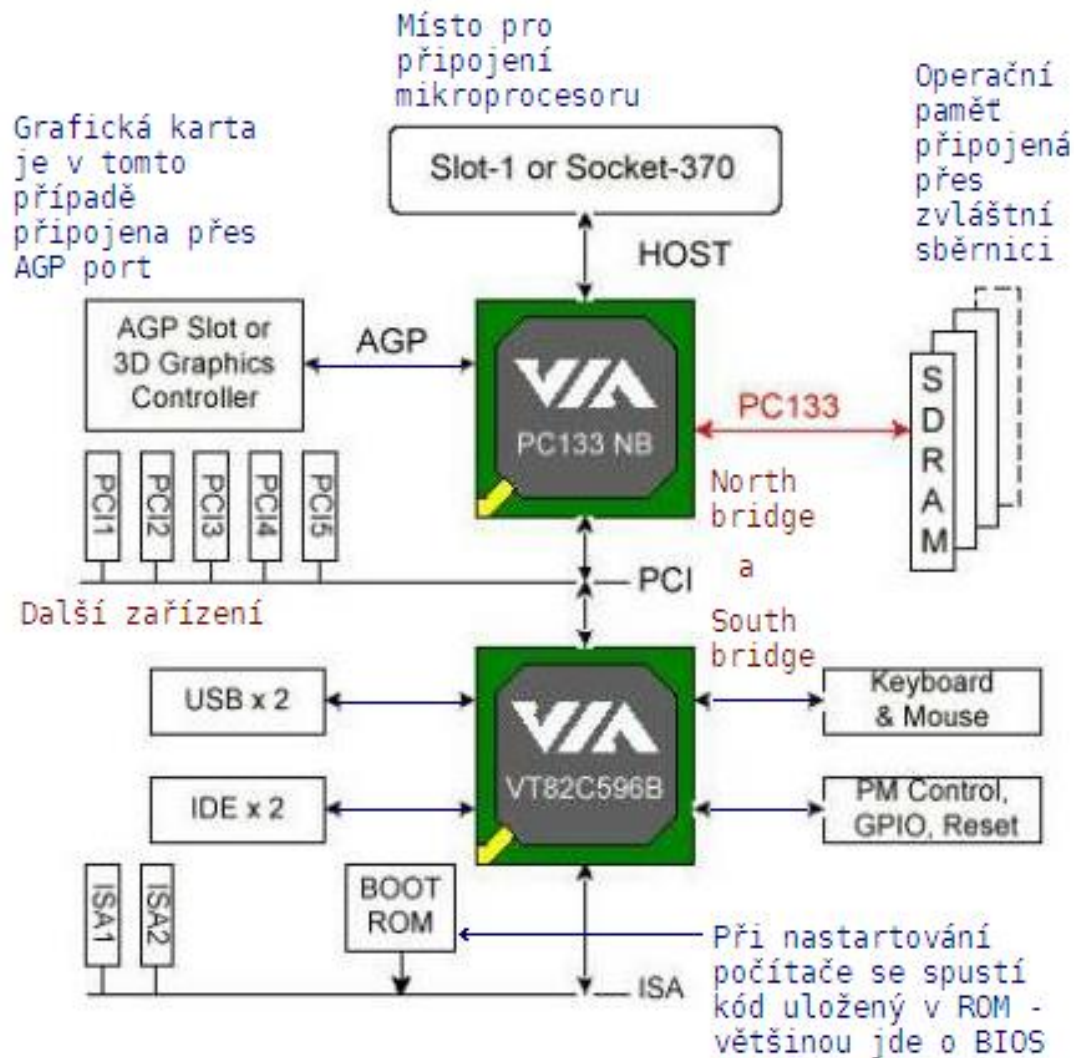 Místo pro
připojení
mikroprocesoru
Operační
paměť
připojená
přes
zvláštní
sběrnici
Grafická karta
je v tomto
případě
připojena přes
AGP port
Slot-1 or Socket-370
HOST
AGP Slot or
3D Graphics
Controller
AGP
VIA
PC133 NB
PC133
SDRAM
PCI1
PCI2
PCI3
PCI4
PCI5
North
bridge
a
South
bridge
PCI
Další zařízení
USB x 2
VIA
VT82C596B
Keyboard
& Mouse
IDE x 2
PM Control,
GPIO, Reset
ISA1
ISA2
BOOT
ROM
ISA
Při nastartování
počítače se spustí
kód uložený v ROM -
většinou jde o BIOS